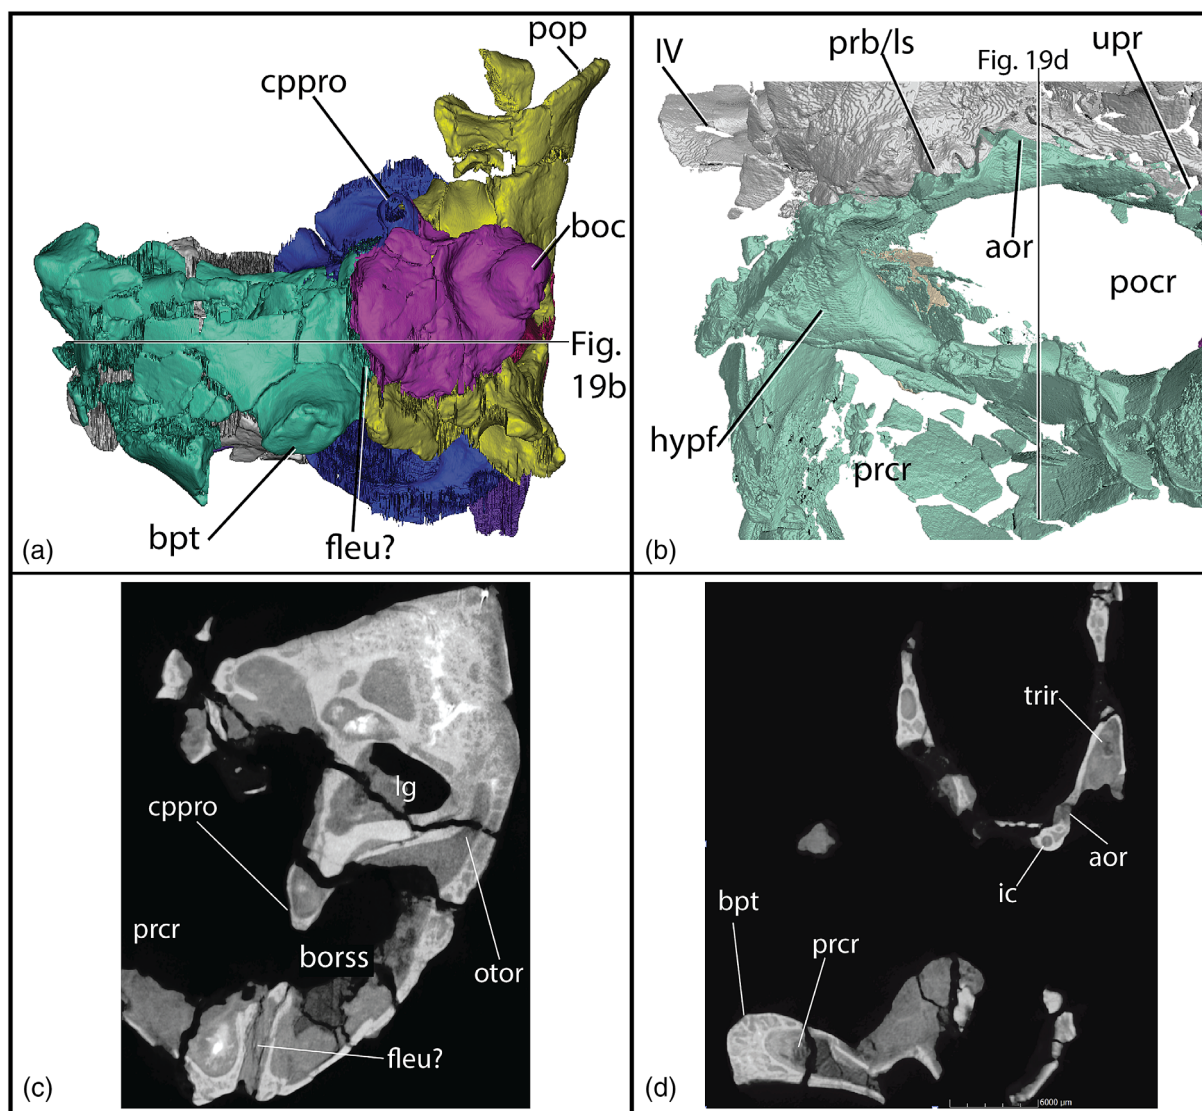 pop
cppro
boc
Fig.
19b
bpt
fleu?
(a)
IV
prb/ls
Fig. 19d
upr
aor
pocr
hypf
prcr
(b)
lg
cppro
prcr
borss
otor
fleu?
(c)
trir
aor
ic
bpt
prcr
6000 µm
(d)